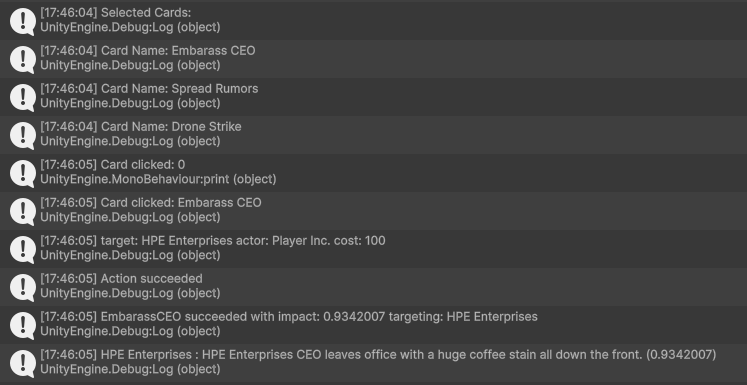 [17:46:04] Selected Cards:
UnityEngine.Debug:Log (object)
[17:46:04] Card Name: Embarass CEO
UnityEngine.Debug:Log (object)
[17:46:04] Card Name: Spread Rumors
UnityEngine.Debug:Log (object)
[17:46:04] Card Name: Drone Strike
UnityEngine.Debug:Log (object)
[17:46:05] Card clicked: 0
UnityEngine.MonoBehaviour:print (object)
[17:46:05] Card clicked: Embarass CEO
UnityEngine.Debug:Log (object)
[17:46:05] target: HPE Enterprises actor: Player Inc. cost: 100
UnityEngine.Debug:Log (object)
[17:46:05] Action succeeded
UnityEngine.Debug:Log (object)
[17:46:05] EmbarassCEO succeeded with impact: 0.9342007 targeting: HPE Enterprises
UnityEngine.Debug:Log (object)
[17:46:05] HPE Enterprises : HPE Enterprises CEO leaves office with a huge coffee stain all down the front. (0.9342007)
UnityEngine.Debug:Log (object)